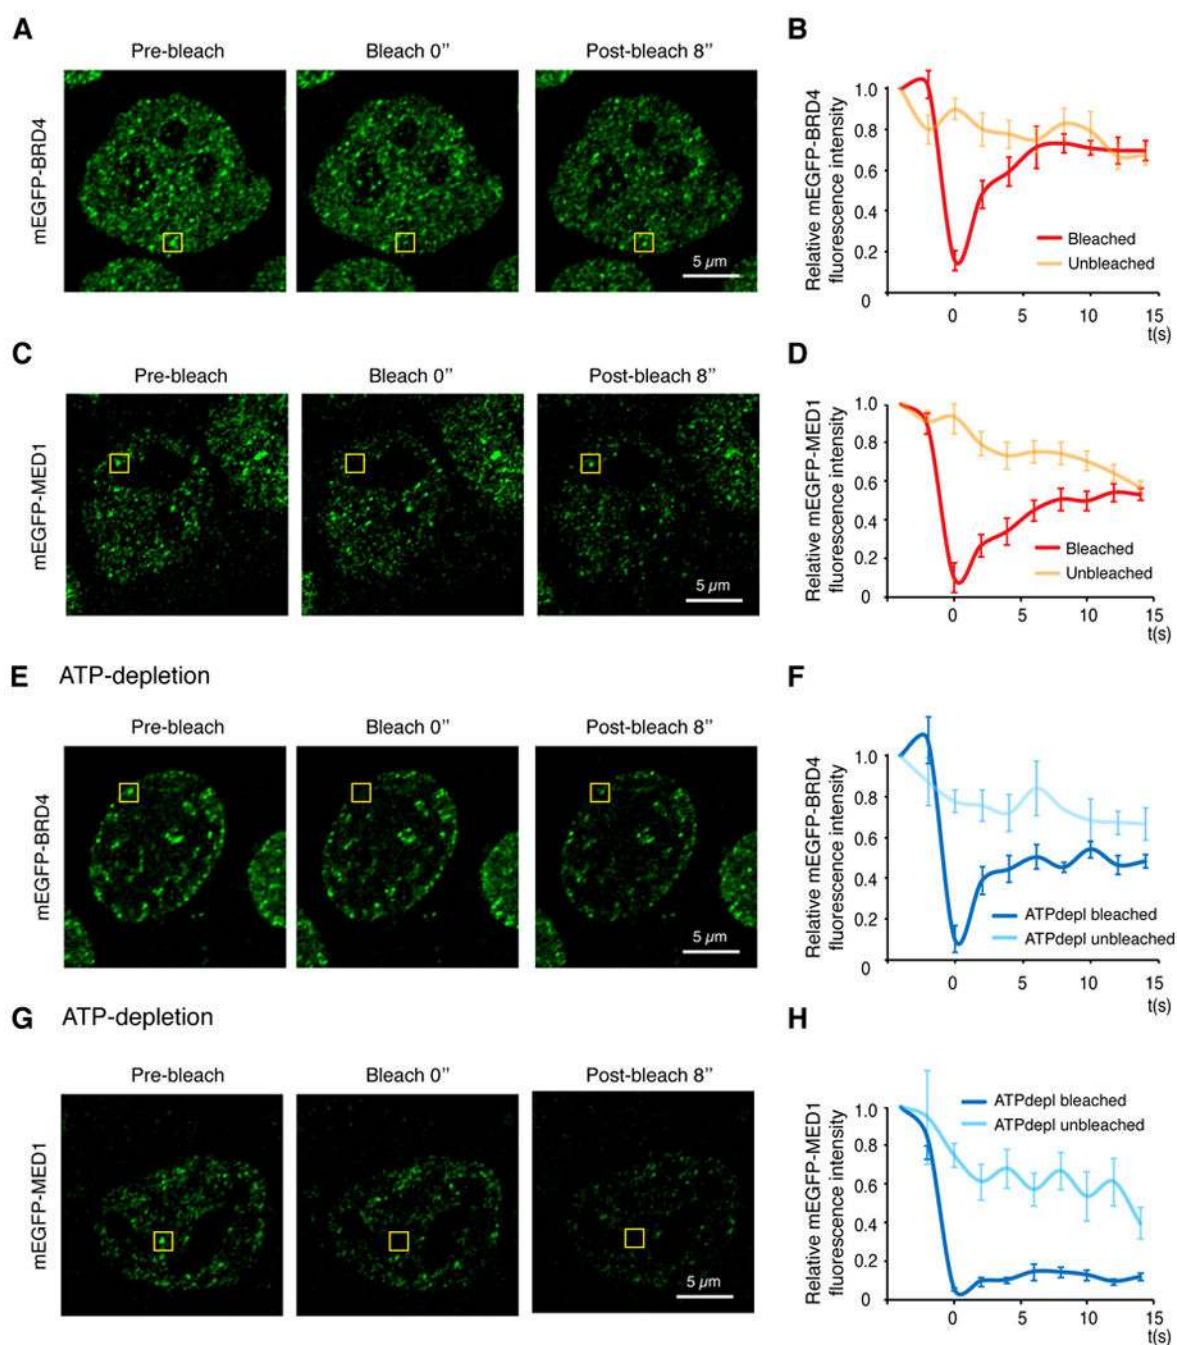 A
Pre-bleach Bleach 0" Post-bleach 8"
mEGFP-BRD4
5 µm
B
Relative mEGFP-BRD4
fluorescence intensity
1.0
0.8
0.6
0.4
0.2
0
Bleached
Unbleached
0 5 10 15
t(s)
C
Pre-bleach Bleach 0" Post-bleach 8"
mEGFP-MED1
5 µm
D
Relative mEGFP-MED1
fluorescence intensity
1.0
0.8
0.6
0.4
0.2
0
Bleached
Unbleached
0 5 10 15
t(s)
E ATP-depletion
Pre-bleach Bleach 0" Post-bleach 8"
mEGFP-BRD4
5 µm
F
Relative mEGFP-BRD4
fluorescence intensity
1.0
0.8
0.6
0.4
0.2
0
ATPdepl bleached
ATPdepl unbleached
0 5 10 15
t(s)
G ATP-depletion
Pre-bleach Bleach 0" Post-bleach 8"
mEGFP-MED1
5 µm
H
Relative mEGFP-MED1
fluorescence intensity
1.0
0.8
0.6
0.4
0.2
0
ATPdepl bleached
ATPdepl unbleached
0 5 10 15
t(s)